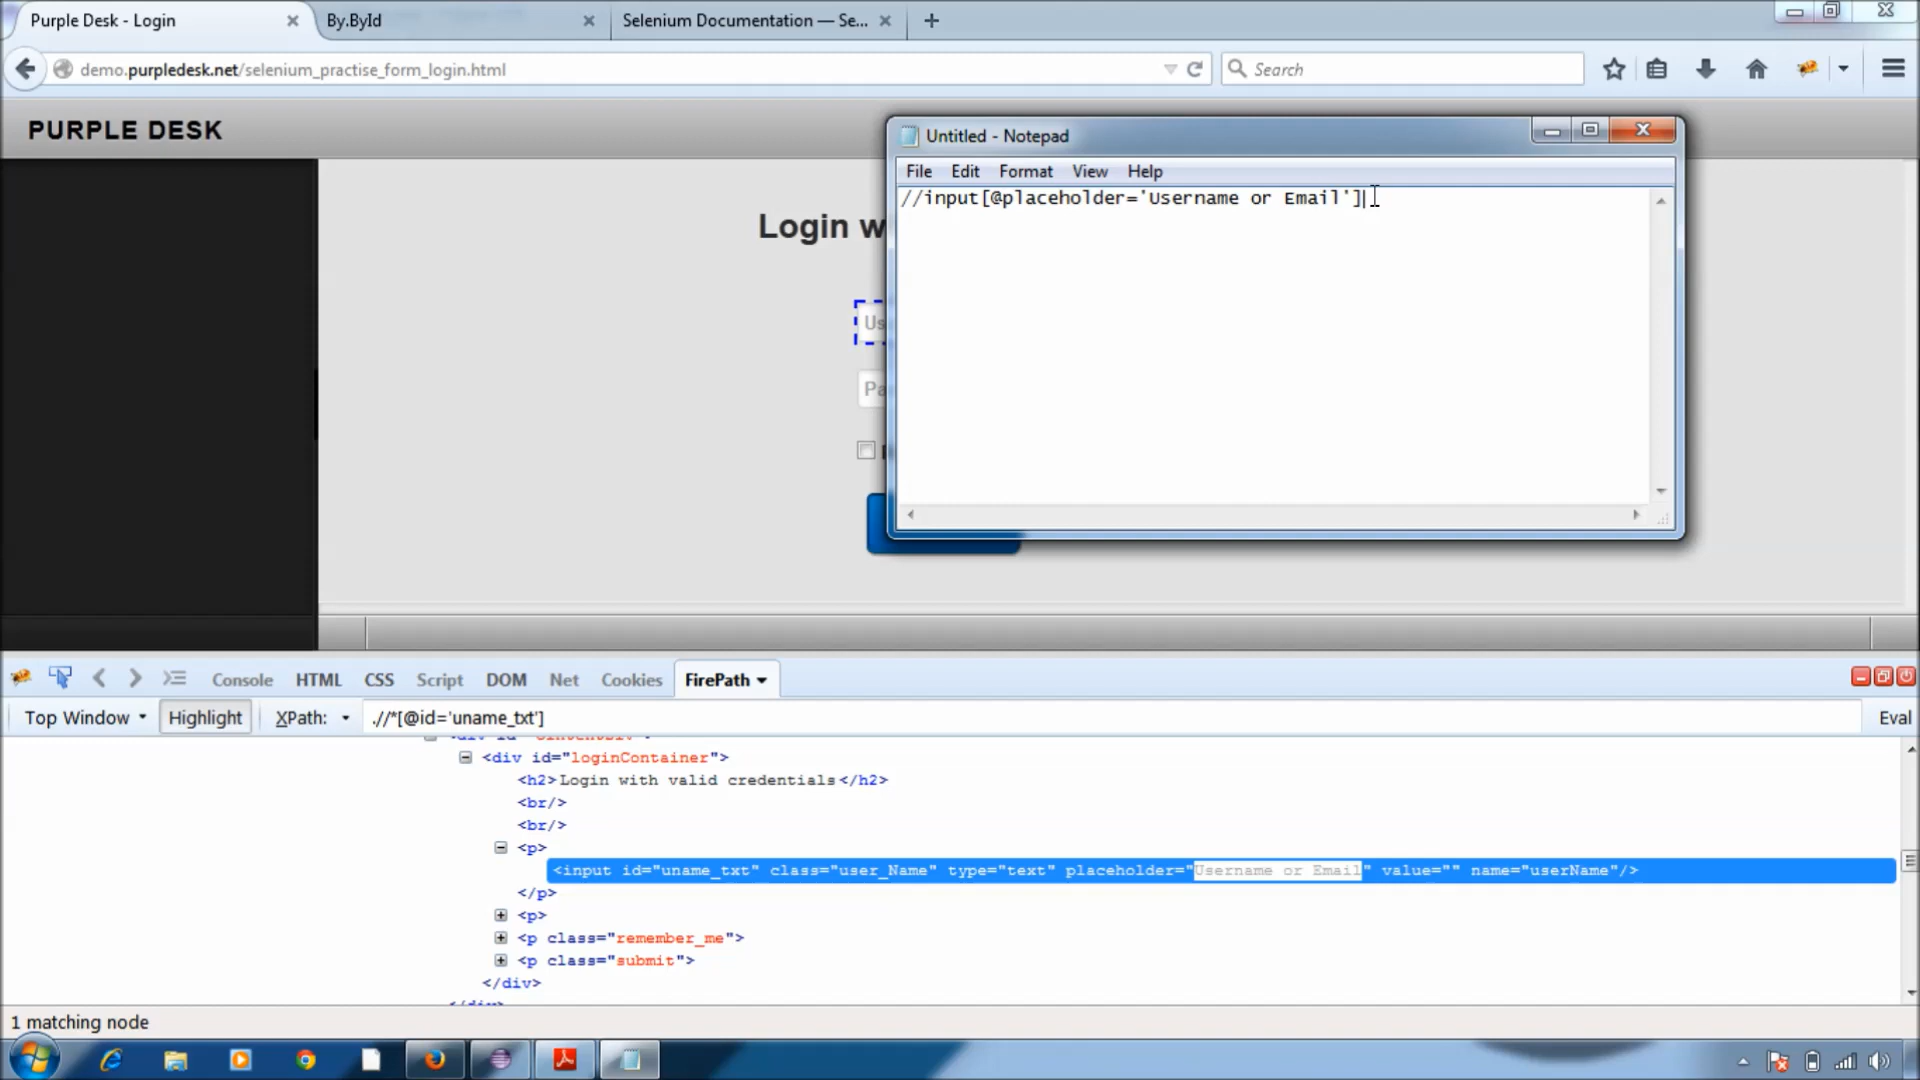 Purple Desk - Login
By.ById
Selenium Documentation — Se...
demo.purpledesk.net/selenium_practise_form_login.html
Search
PURPLE DESK
Untitled - Notepad
File Edit Format View Help
//input[@placeholder='Username or Email']
Login w
Us
Pa
Console HTML CSS Script DOM Net Cookies FirePath
Top Window Highlight XPath: .//*[@id='uname_txt'] Eval
<div id="loginContainer">
<h2>Login with valid credentials</h2>
<br/>
<br/>
<p>
<input id="uname_txt" class="user_Name" type="text" placeholder="Username or Email" value="" name="userName"/>
</p>
<p>
<p class="remember_me">
<p class="submit">
</div>
</div>
1 matching node